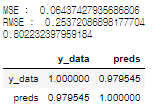 MSE :  0.06437427935686806
RMSE :  0.25372086898177704
0.802232397959184
y_data preds
y_data 1.000000 0.979545
preds 0.979545 1.000000